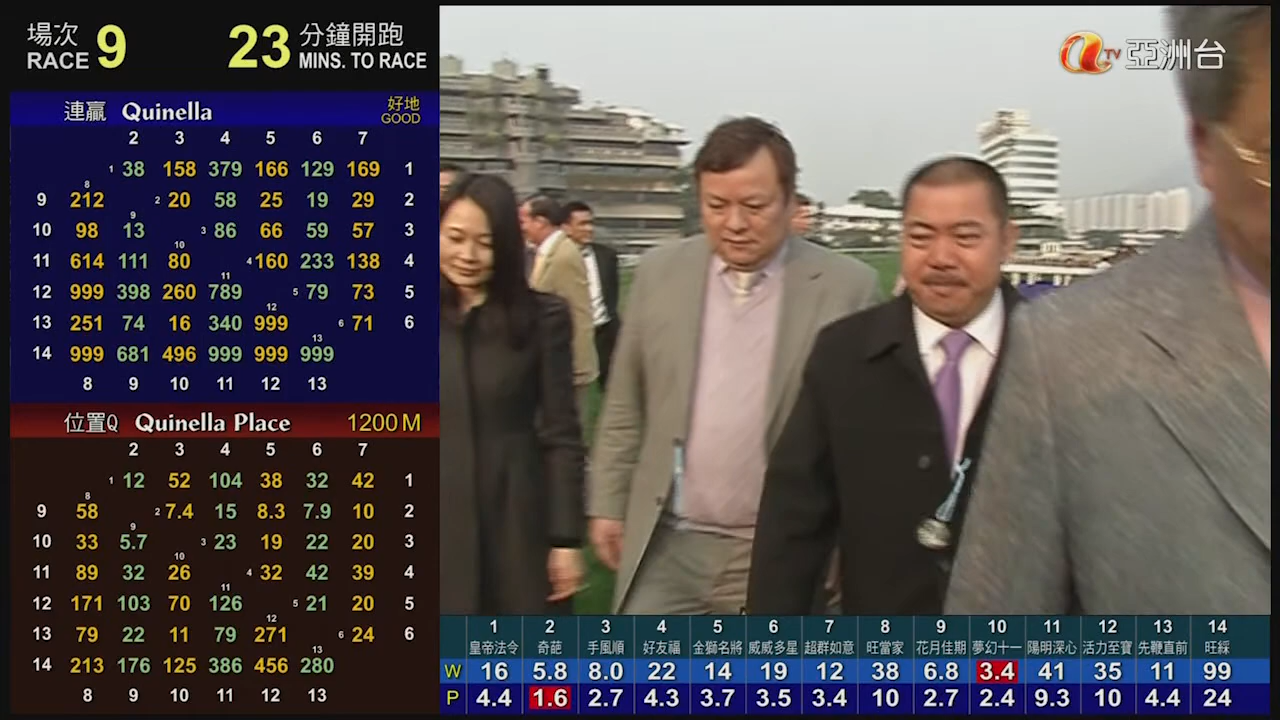 場次 RACE 9 23 分鐘開跑 MINS. TO RACE
連贏 Quinella 好地 GOOD
2 3 4 5 6 7
1 38 158 379 166 129 169 1
8
9 212 2 20 58 25 19 29 2
9
10 98 13 3 86 66 59 57 3
10
11 614 111 80 4 160 233 138 4
11
12 999 398 260 789 5 79 73 5
12
13 251 74 16 340 999 6 71 6
13
14 999 681 496 999 999 999
8 9 10 11 12 13
位置Q Quinella Place 1200M
2 3 4 5 6 7
1 12 52 104 38 32 42 1
8
9 58 2 7.4 15 8.3 7.9 10 2
9
10 33 5.7 3 23 19 22 20 3
10
11 89 32 26 4 32 42 39 4
11
12 171 103 70 126 5 21 20 5
12
13 79 22 11 79 271 6 24 6
13
14 213 176 125 386 456 280
8 9 10 11 12 13
aTV 亞洲台
1 2 3 4 5 6 7 8 9 10 11 12 13 14
皇帝法令 奇葩 手風順 好友福 金獅名將 威威多星 超群如意 旺當家 花月佳期 夢幻十一 陽明深心 活力至寶 先鞭直前 旺綵
W 16 5.8 8.0 22 14 19 12 38 6.8 3.4 41 35 11 99
P 4.4 1.6 2.7 4.3 3.7 3.5 3.4 10 2.7 2.4 9.3 10 4.4 24